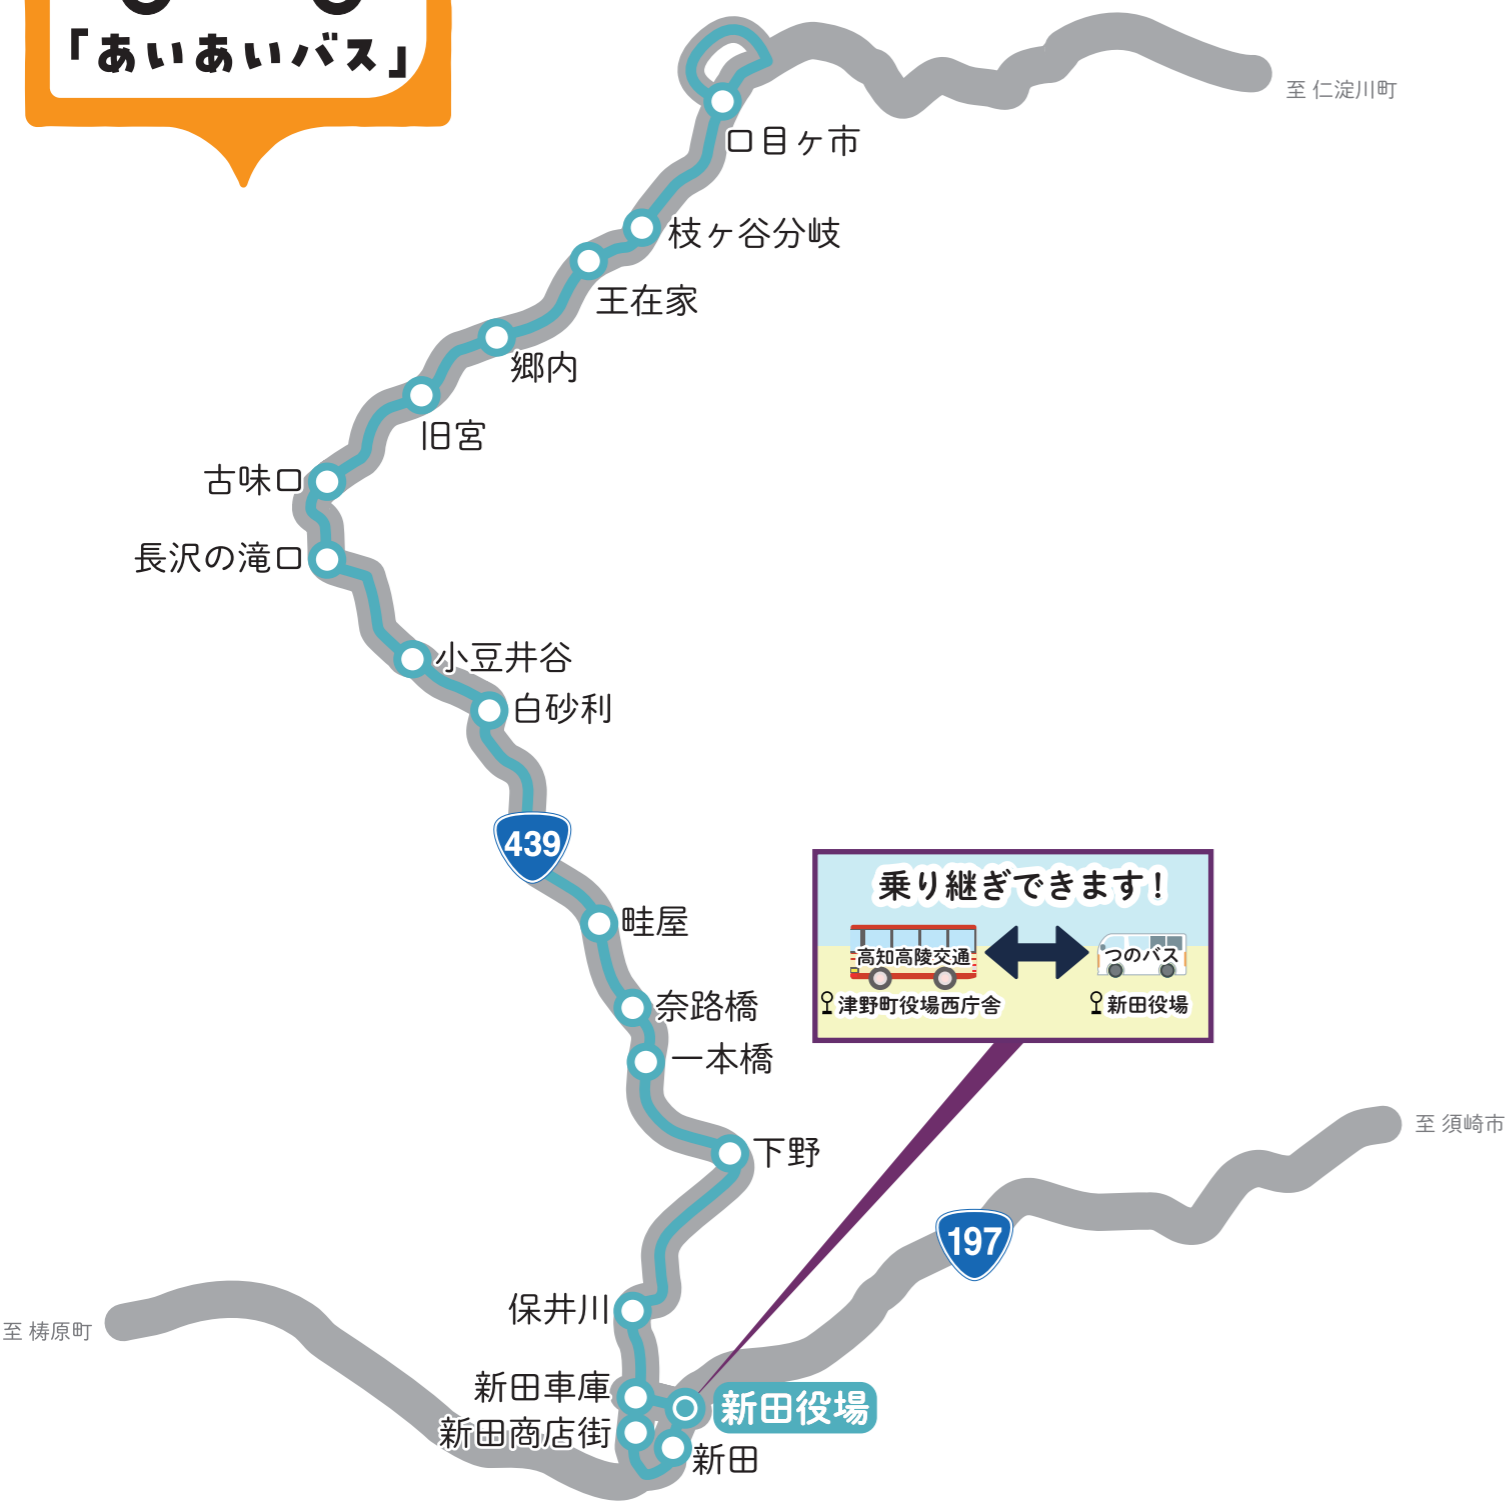 「あいあいバス」
至 仁淀川町
口目ヶ市
枝ヶ谷分岐
王在家
郷内
旧宮
古味口
長沢の滝口
小豆井谷
白砂利
439
畦屋
乗り継ぎできます！
高知高陵交通
つのバス
津野町役場西庁舎
新田役場
奈路橋
一本橋
至 須崎市
下野
197
保井川
至 梼原町
新田車庫
新田役場
新田商店街
新田